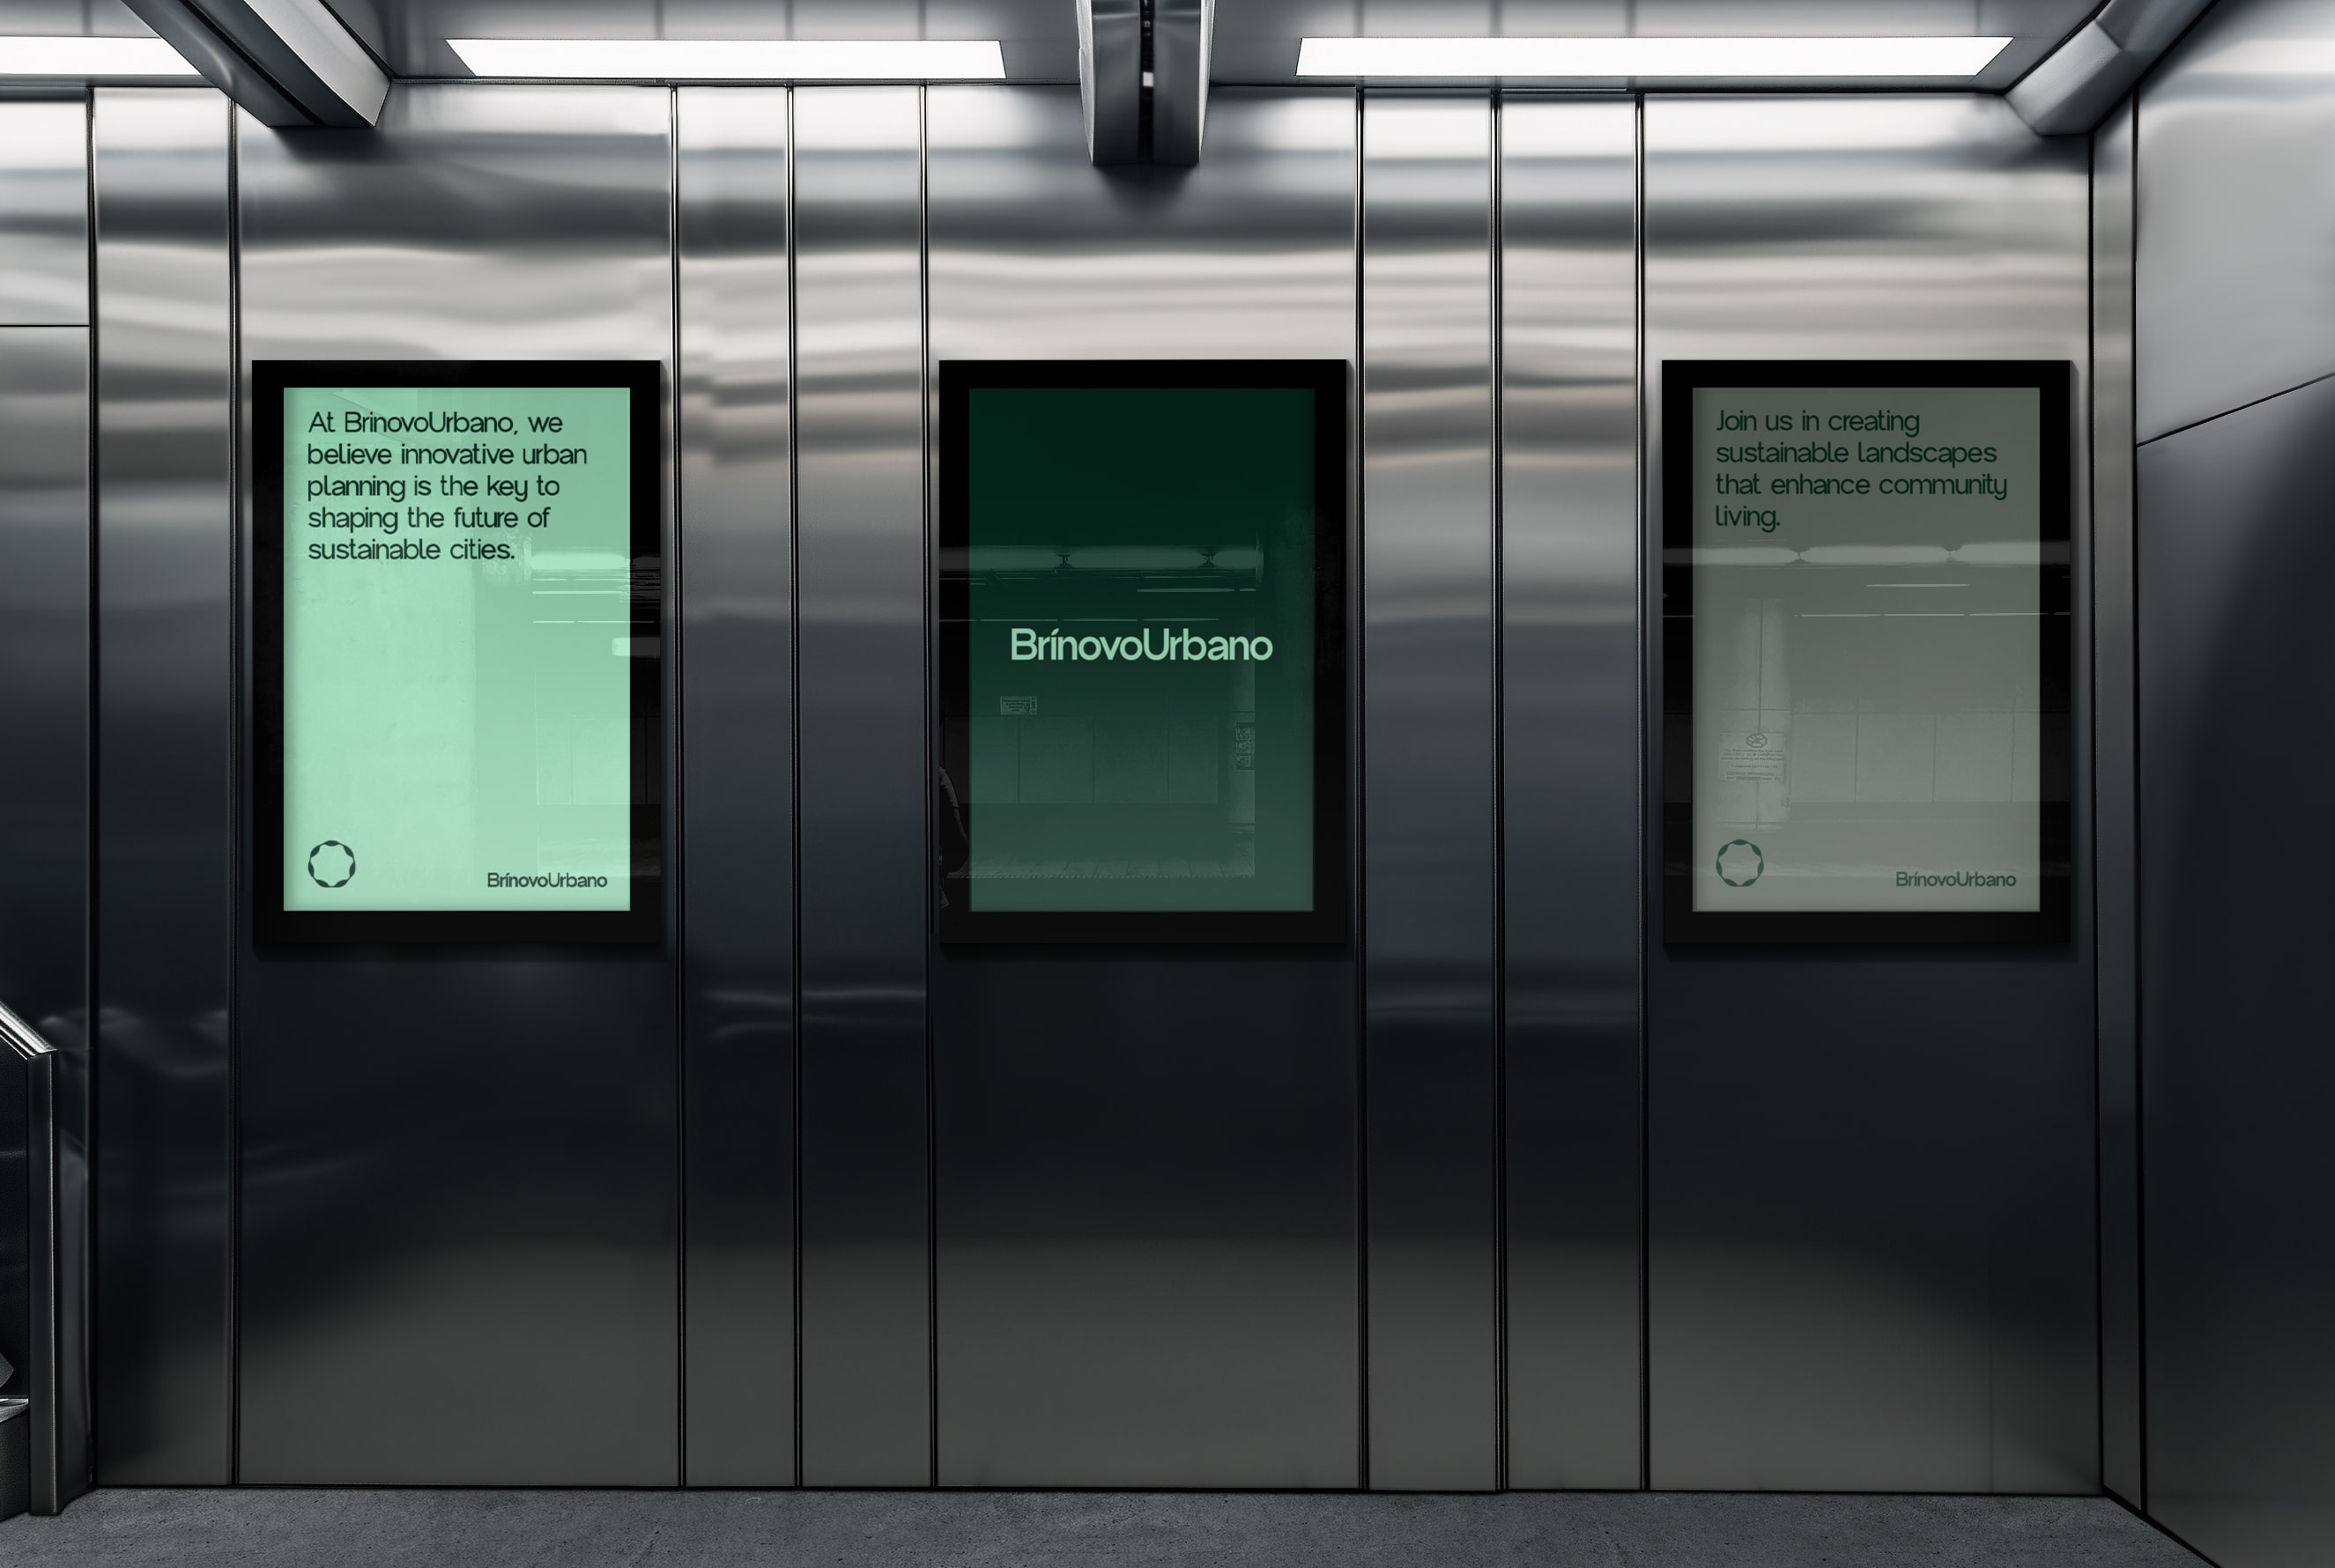 At BrinovoUrbano, we
believe innovative urban
planning is the key to
shaping the future of
sustainable cities.
BrínovoUrbano
BrínovoUrbano
Join us in creating
sustainable landscapes
that enhance community
living.
BrínovoUrbano